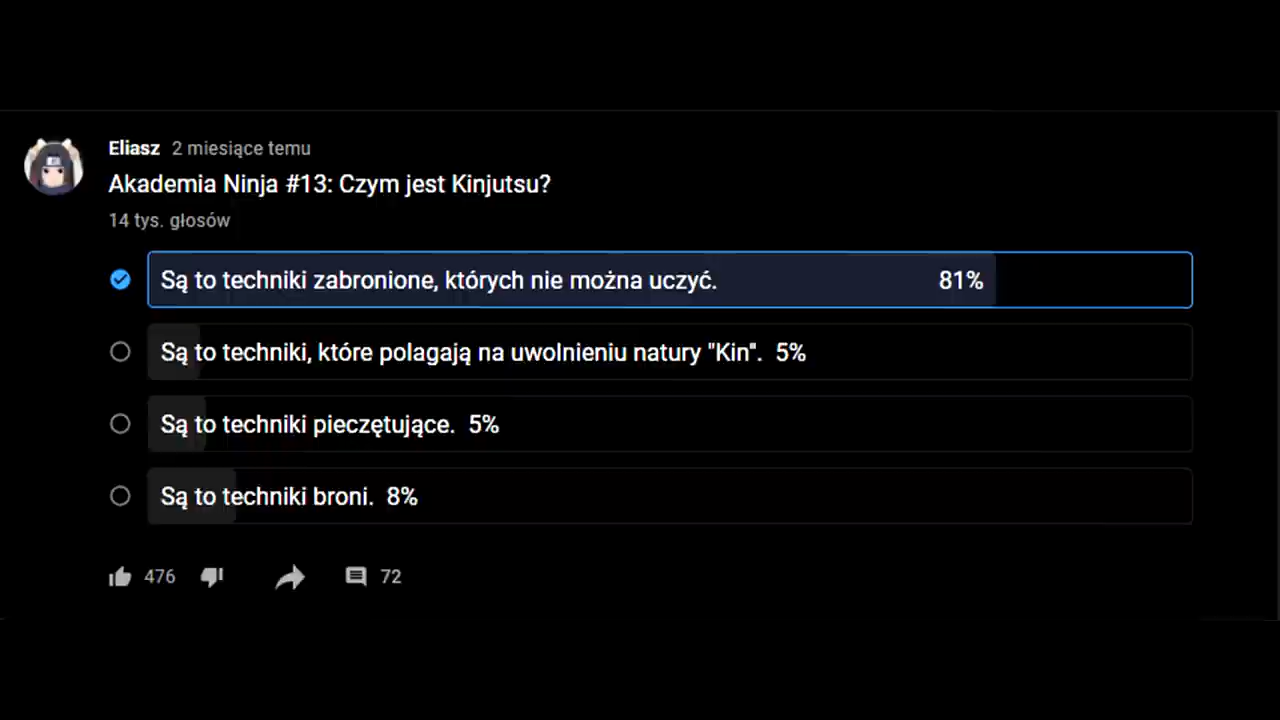 Eliasz 2 miesiące temu
Akademia Ninja #13: Czym jest Kinjutsu?
14 tys. głosów
Są to techniki zabronione, których nie można uczyć. 81%
Są to techniki, które polagają na uwolnieniu natury "Kin". 5%
Są to techniki pieczętujące. 5%
Są to techniki broni. 8%
476 72